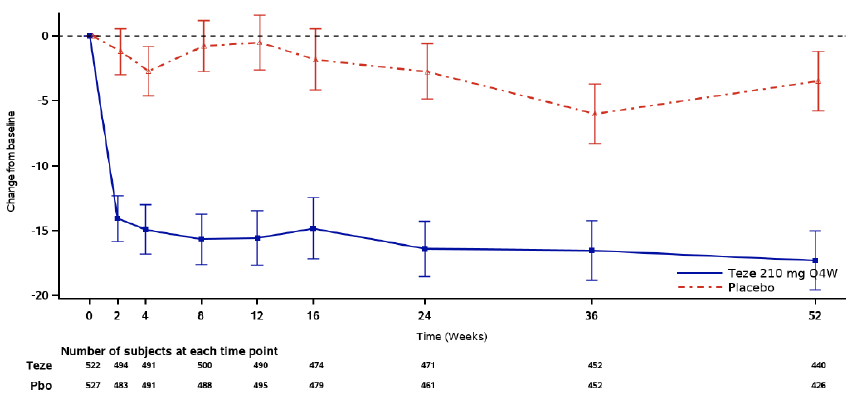 0
-5
-10
-15
-20
Change from baseline
Teze 210 mg Q4W
Placebo
0 2 4 8 12 16 24 36 52
Time (Weeks)
Number of subjects at each time point
Teze 522 494 491 500 490 474 471 452 440
Pbo 527 483 491 488 495 479 461 452 426